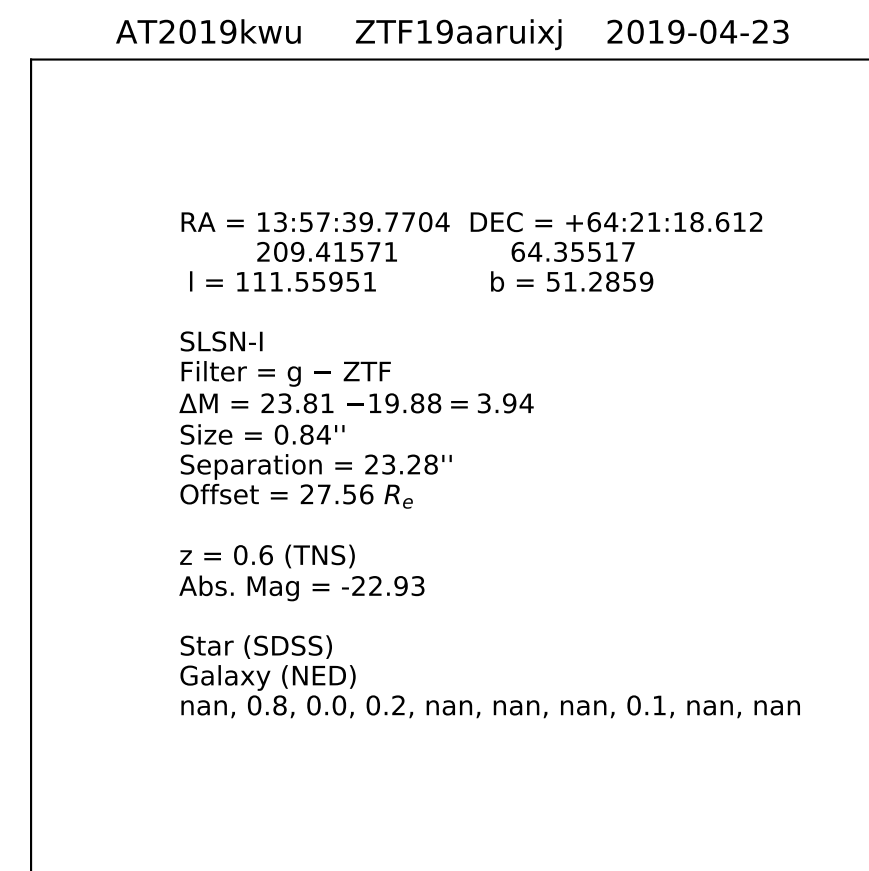 AT2019kwu ZTF19aaruixj 2019-04-23
RA = 13:57:39.7704 DEC = +64:21:18.612
209.41571 64.35517
l = 111.55951 b = 51.2859
SLSN-I
Filter = g − ZTF
ΔM = 23.81 −19.88 = 3.94
Size = 0.84''
Separation = 23.28''
Offset = 27.56 Rₑ
z = 0.6 (TNS)
Abs. Mag = -22.93
Star (SDSS)
Galaxy (NED)
nan, 0.8, 0.0, 0.2, nan, nan, nan, 0.1, nan, nan